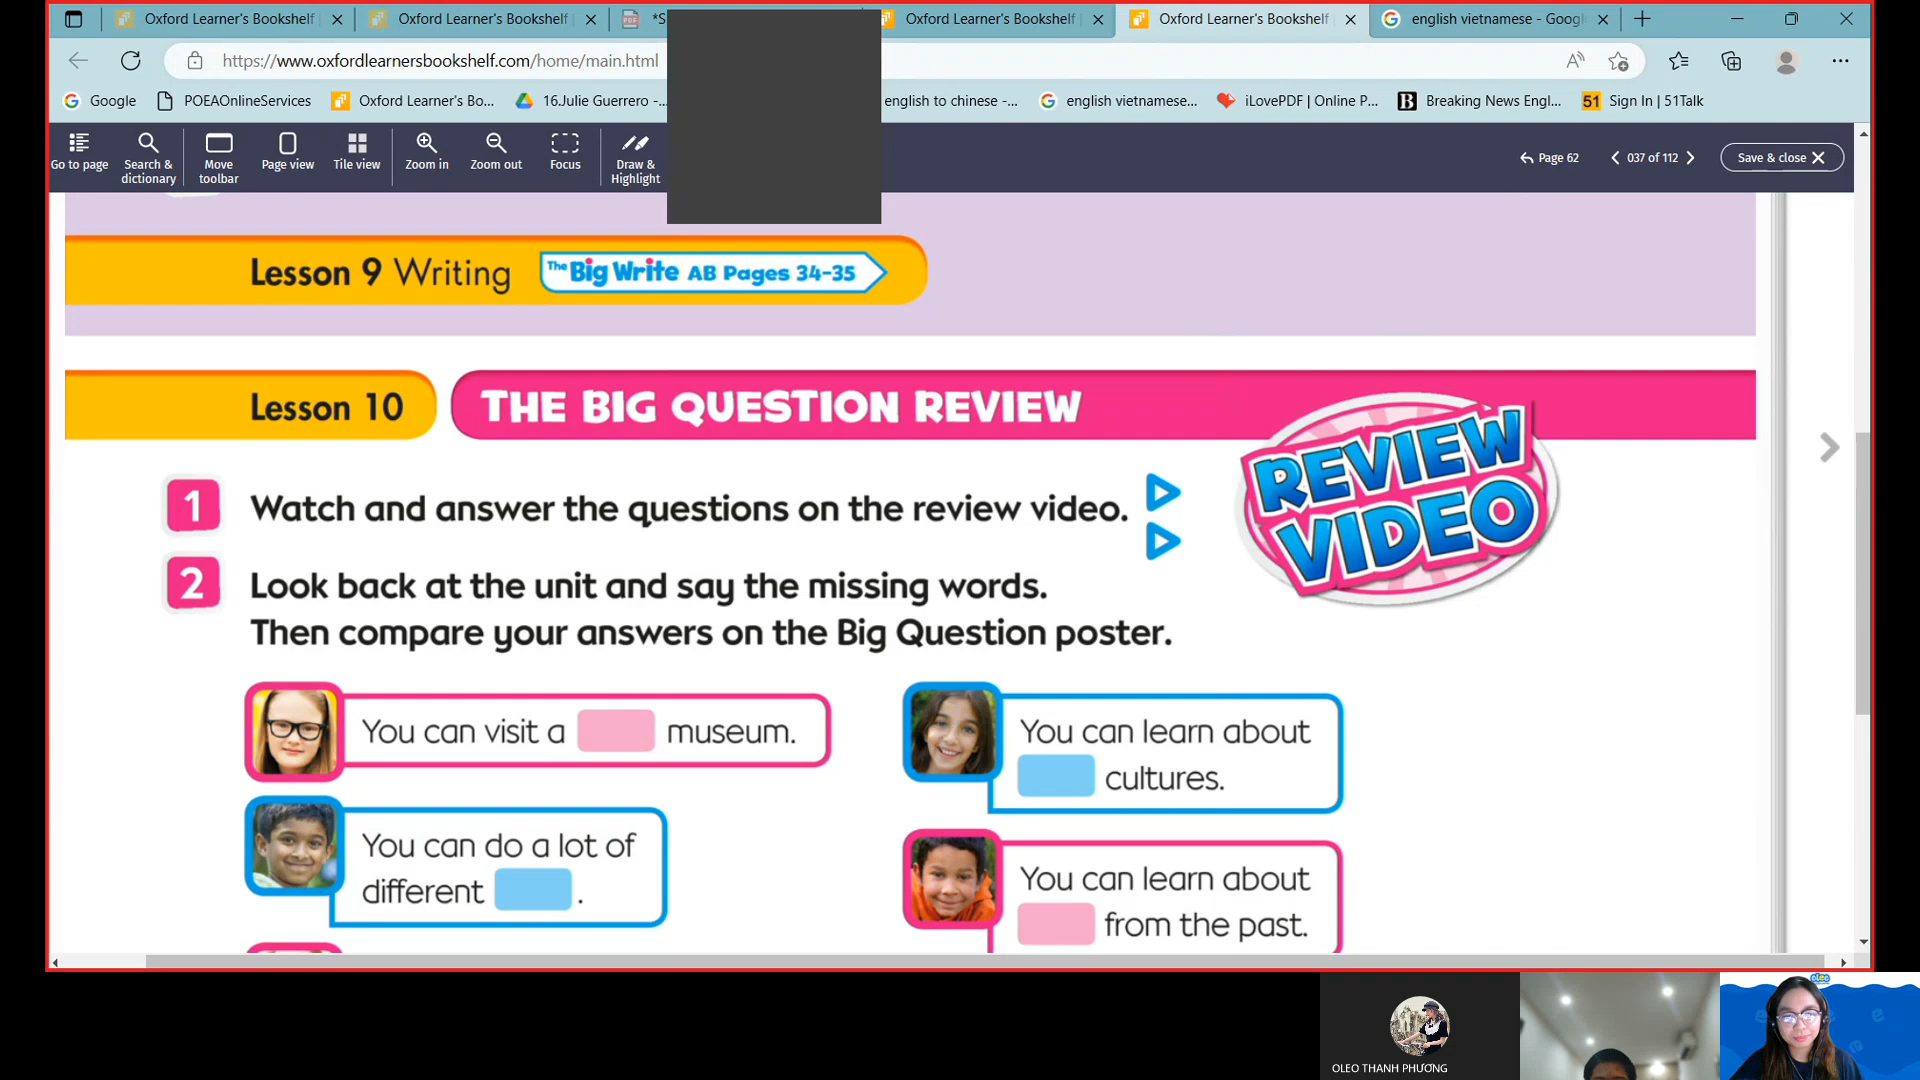 Oxford Learner's Bookshelf
Oxford Learner's Bookshelf
*S
Oxford Learner's Bookshelf
Oxford Learner's Bookshelf
english vietnamese - Goog
https://www.oxfordlearnersbookshelf.com/home/main.html
Google
POEAOnlineServices
Oxford Learner's Bo...
16.Julie Guerrero -...
english to chinese -...
english vietnamese...
iLovePDF | Online P...
Breaking News Engl...
Sign In | 51Talk
Go to page
Search & dictionary
Move toolbar
Page view
Tile view
Zoom in
Zoom out
Focus
Draw & Highlight
Page 62
037 of 112
Save & close
Lesson 9 Writing
The Big Write AB Pages 34-35
Lesson 10
THE BIG QUESTION REVIEW
REVIEW
VIDEO
1 Watch and answer the questions on the review video.
2 Look back at the unit and say the missing words.
Then compare your answers on the Big Question poster.
You can visit a museum.
You can do a lot of
different .
You can learn about
cultures.
You can learn about
from the past.
OLEO THANH PHƯƠNG
oleo